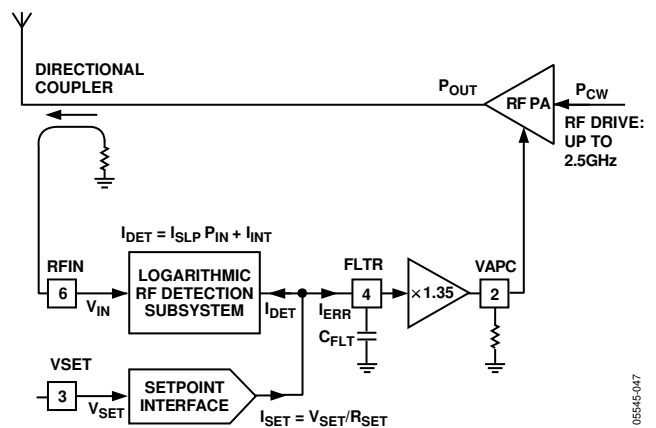 DIRECTIONAL
COUPLER
P_OUT
RF PA
P_CW
RF DRIVE:
UP TO
2.5GHz
I_DET = I_SLP P_IN + I_INT
RFIN
6
V_IN
LOGARITHMIC
RF DETECTION
SUBSYSTEM
I_DET
I_ERR
FLTR
4
C_FLT
×1.35
VAPC
2
VSET
3
V_SET
SETPOINT
INTERFACE
I_SET = V_SET/R_SET
05545-047